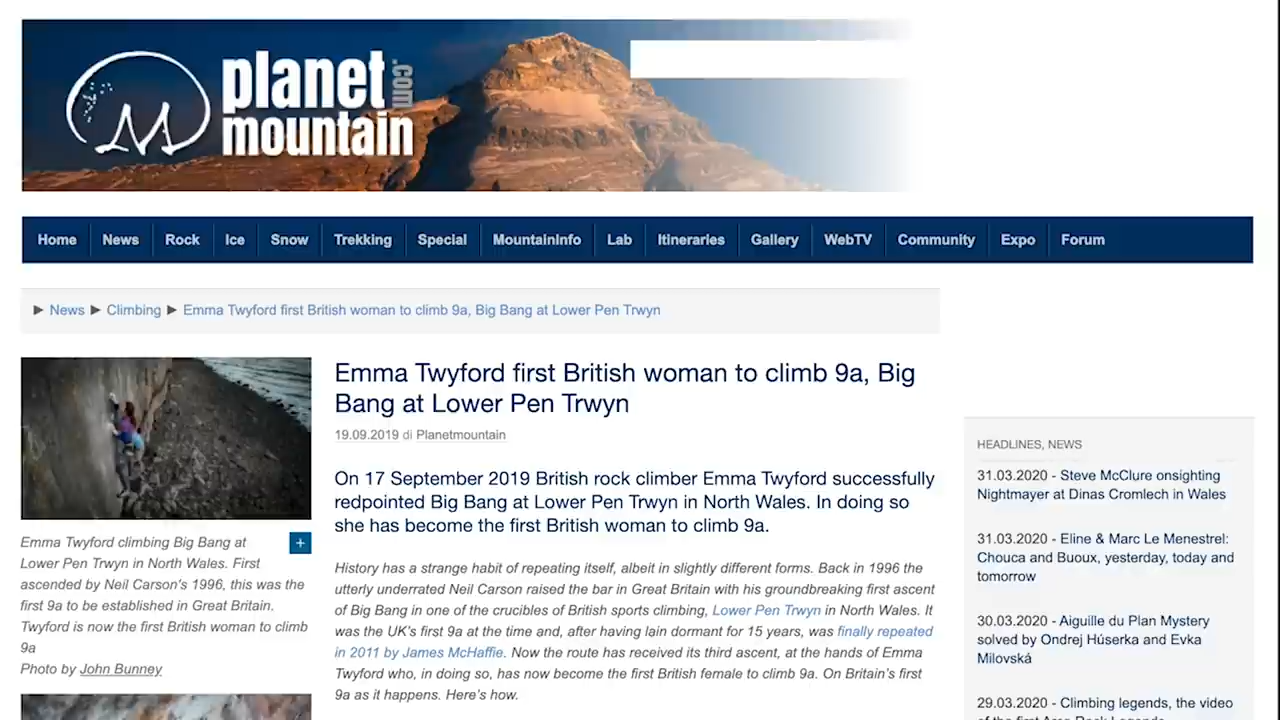 planet
.com
mountain
Home News Rock Ice Snow Trekking Special MountainInfo Lab Itineraries Gallery WebTV Community Expo Forum
▶ News ▶ Climbing ▶ Emma Twyford first British woman to climb 9a, Big Bang at Lower Pen Trwyn
Emma Twyford climbing Big Bang at
Lower Pen Trwyn in North Wales. First
ascended by Neil Carson's 1996, this was the
first 9a to be established in Great Britain.
Twyford is now the first British woman to climb
9a
Photo by John Bunney
+
Emma Twyford first British woman to climb 9a, Big
Bang at Lower Pen Trwyn
19.09.2019 di Planetmountain
On 17 September 2019 British rock climber Emma Twyford successfully
redpointed Big Bang at Lower Pen Trwyn in North Wales. In doing so
she has become the first British woman to climb 9a.
History has a strange habit of repeating itself, albeit in slightly different forms. Back in 1996 the
utterly underrated Neil Carson raised the bar in Great Britain with his groundbreaking first ascent
of Big Bang in one of the crucibles of British sports climbing, Lower Pen Trwyn in North Wales. It
was the UK's first 9a at the time and, after having lain dormant for 15 years, was finally repeated
in 2011 by James McHaffie. Now the route has received its third ascent, at the hands of Emma
Twyford who, in doing so, has now become the first British female to climb 9a. On Britain's first
9a as it happens. Here's how.
HEADLINES, NEWS
31.03.2020 - Steve McClure onsighting
Nightmayer at Dinas Cromlech in Wales
31.03.2020 - Eline & Marc Le Menestrel:
Chouca and Buoux, yesterday, today and
tomorrow
30.03.2020 - Aiguille du Plan Mystery
solved by Ondrej Húserka and Evka
Milovská
29.03.2020 - Climbing legends, the video